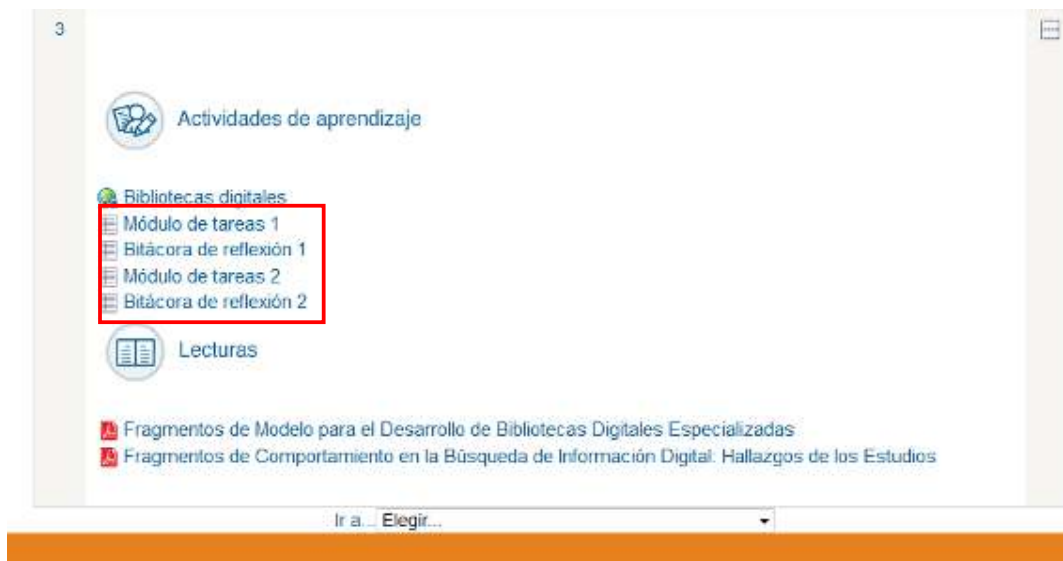 3
Actividades de aprendizaje
Bibliotecas digitales
Módulo de tareas 1
Bitácora de reflexión 1
Módulo de tareas 2
Bitácora de reflexión 2
Lecturas
Fragmentos de Modelo para el Desarrollo de Bibliotecas Digitales Especializadas
Fragmentos de Comportamiento en la Búsqueda de Información Digital: Hallazgos de los Estudios
Ir a... Elegir...